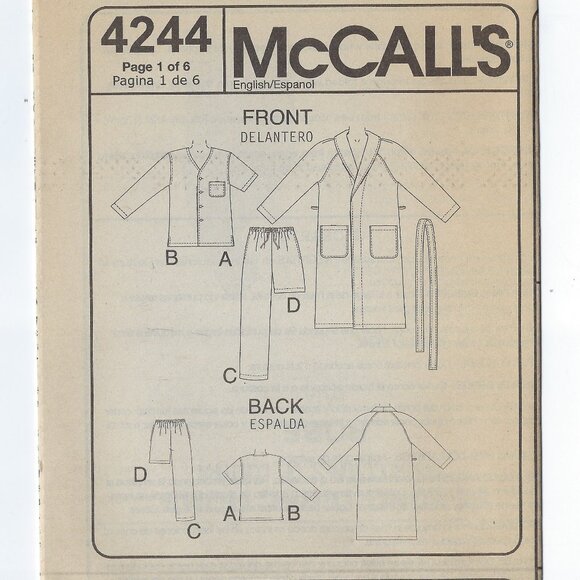 4244
Page 1 of 6
Pagina 1 de 6
McCALL'S®
English/Espanol
FRONT
DELANTERO
B
A
D
C
BACK
ESPALDA
D
C
A
B